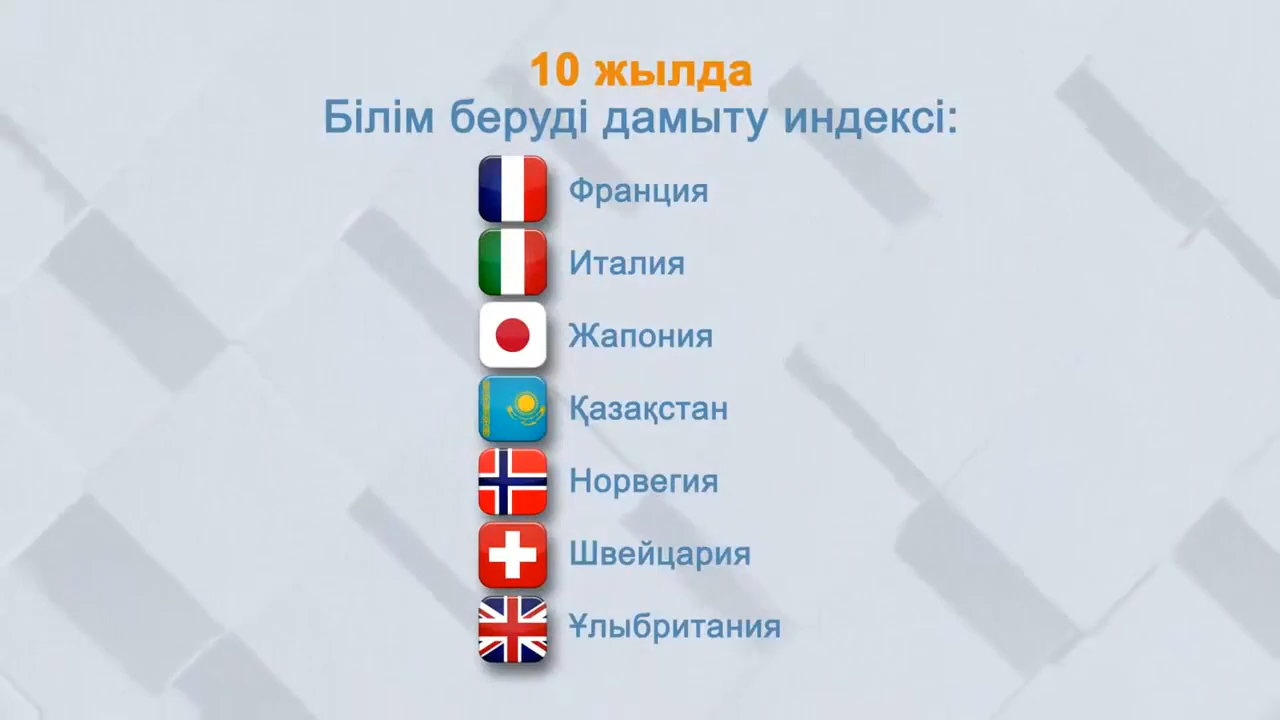 10 жылда
Білім беруді дамыту индексі:
Франция
Италия
Жапония
Қазақстан
Норвегия
Швейцария
Ұлыбритания